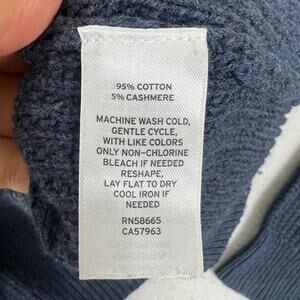 95% COTTON
5% CASHMERE
MACHINE WASH COLD,
GENTLE CYCLE,
WITH LIKE COLORS
ONLY NON-CHLORINE
BLEACH IF NEEDED
RESHAPE,
LAY FLAT TO DRY
COOL IRON IF
NEEDED
RN58665
CA57963